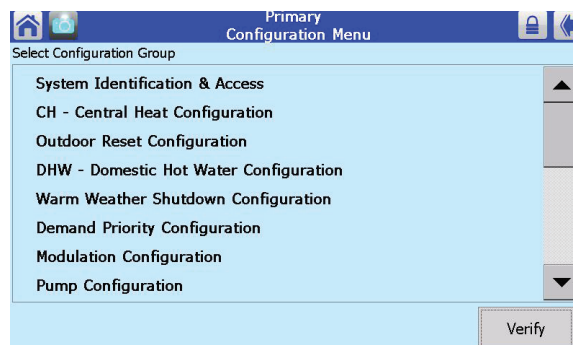 Primary
Configuration Menu
Select Configuration Group
System Identification & Access
CH - Central Heat Configuration
Outdoor Reset Configuration
DHW - Domestic Hot Water Configuration
Warm Weather Shutdown Configuration
Demand Priority Configuration
Modulation Configuration
Pump Configuration
Verify